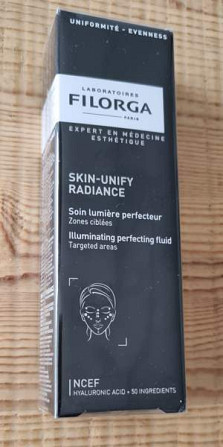 UNIFORMITÉ - EVENNESS
LABORATOIRES
FILORGA
PARIS
EXPERT EN MÉDECINE
ESTHÉTIQUE
SKIN-UNIFY
RADIANCE
Soin lumière perfecteur
Zones ciblées
Illuminating perfecting fluid
Targeted areas
NCEF
HYALURONIC ACID + 50 INGREDIENTS